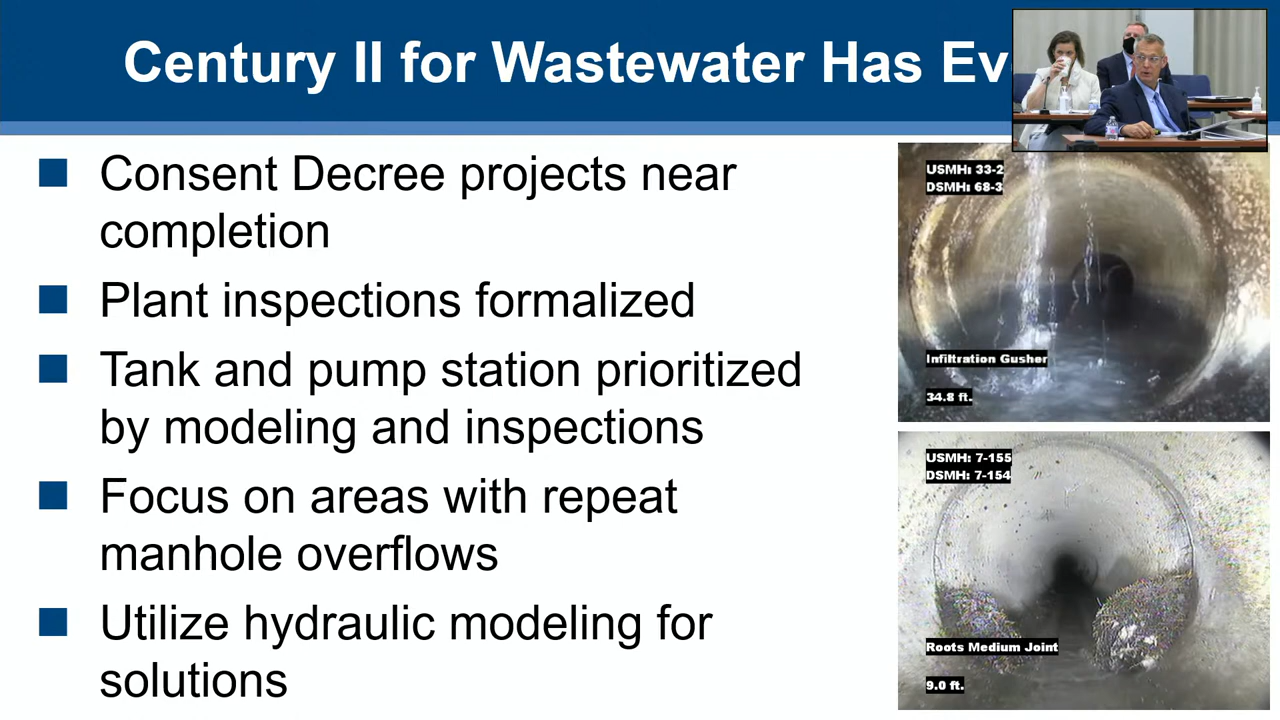 Century II for Wastewater Has
Consent Decree projects near
completion
Plant inspections formalized
Tank and pump station prioritized
by modeling and inspections
Focus on areas with repeat
manhole overflows
Utilize hydraulic modeling for
solutions
USMH: 33-2
DSMH: 68-3
Infiltration Gusher
34.8 ft.
USMH: 7-155
DSMH: 7-154
Roots Medium Joint
9.0 ft.